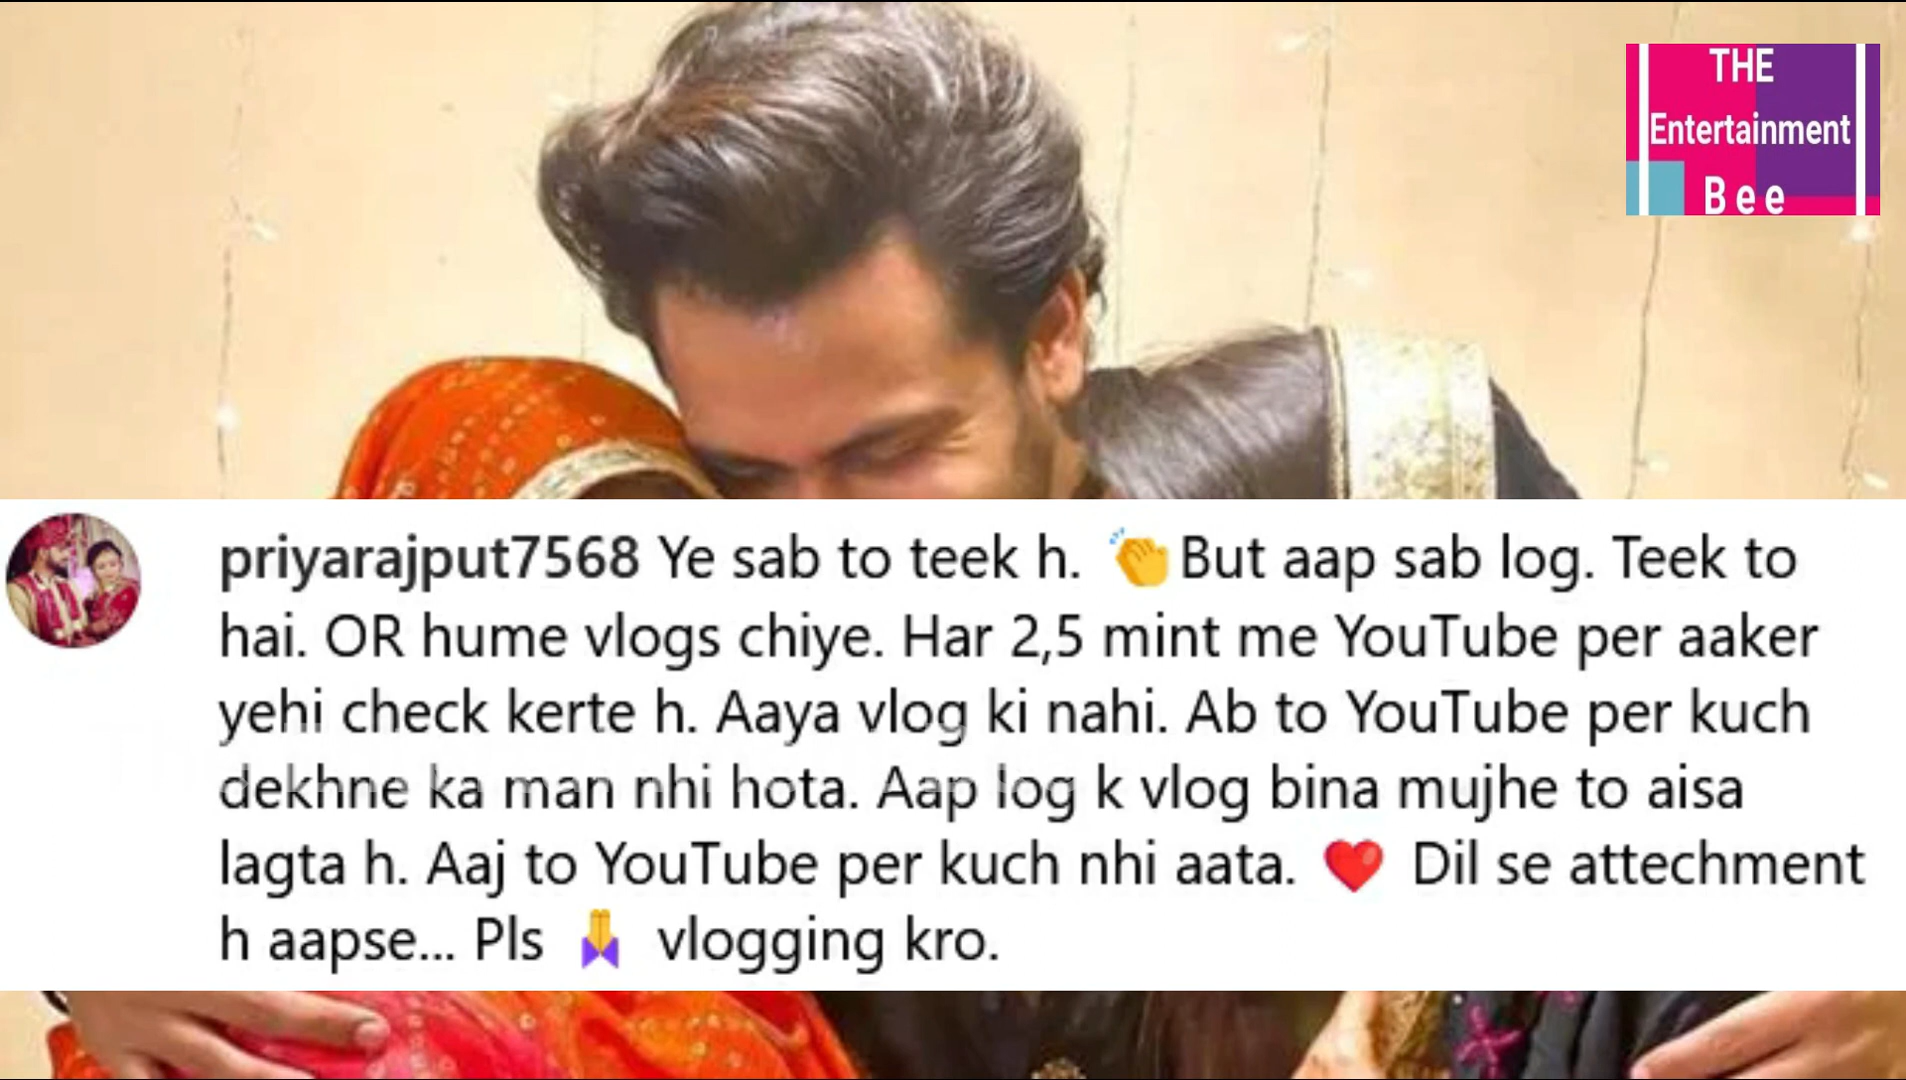 THE
Entertainment
Bee
priyarajput7568 Ye sab to teek h. 👏But aap sab log. Teek to
hai. OR hume vlogs chiye. Har 2,5 mint me YouTube per aaker
yehi check kerte h. Aaya vlog ki nahi. Ab to YouTube per kuch
dekhne ka man nhi hota. Aap log k vlog bina mujhe to aisa
lagta h. Aaj to YouTube per kuch nhi aata. ❤️ Dil se attechment
h aapse... Pls 🙏 vlogging kro.